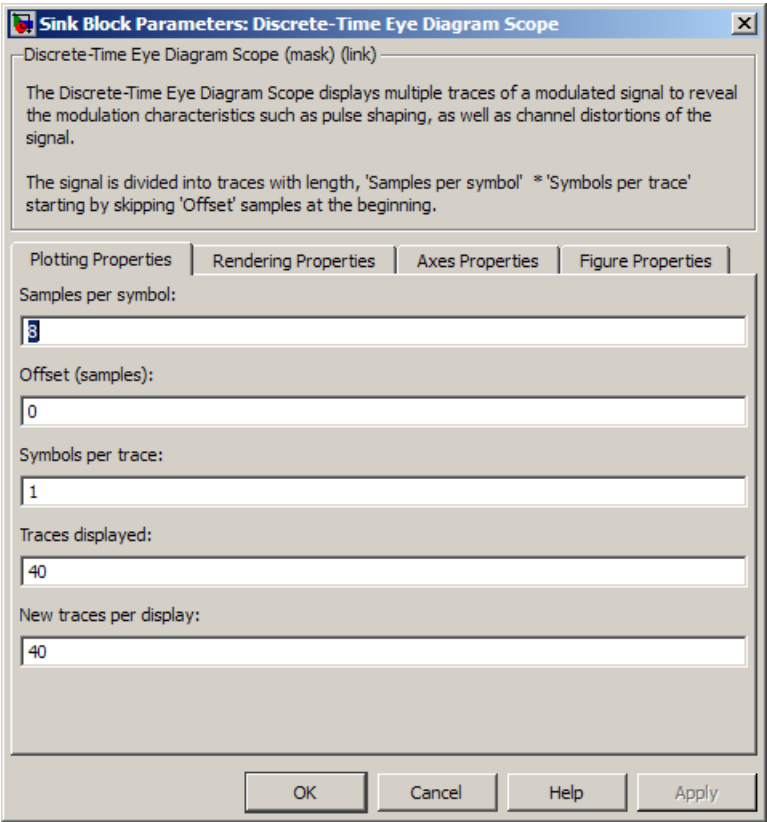 Sink Block Parameters: Discrete-Time Eye Diagram Scope
Discrete-Time Eye Diagram Scope (mask) (link)
The Discrete-Time Eye Diagram Scope displays multiple traces of a modulated signal to reveal
the modulation characteristics such as pulse shaping, as well as channel distortions of the
signal.
The signal is divided into traces with length, 'Samples per symbol' * 'Symbols per trace'
starting by skipping 'Offset' samples at the beginning.
Plotting Properties Rendering Properties Axes Properties Figure Properties
Samples per symbol:
8
Offset (samples):
0
Symbols per trace:
1
Traces displayed:
40
New traces per display:
40
OK Cancel Help Apply